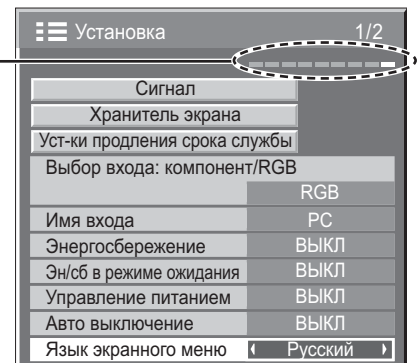 Установка 1/2
Сигнал
Хранитель экрана
Уст-ки продления срока службы
Выбор входа: компонент/RGB
RGB
Имя входа PC
Энергосбережение ВЫКЛ
Эн/сб в режиме ожидания ВЫКЛ
Управление питанием ВЫКЛ
Авто выключение ВЫКЛ
Язык экранного меню Русский